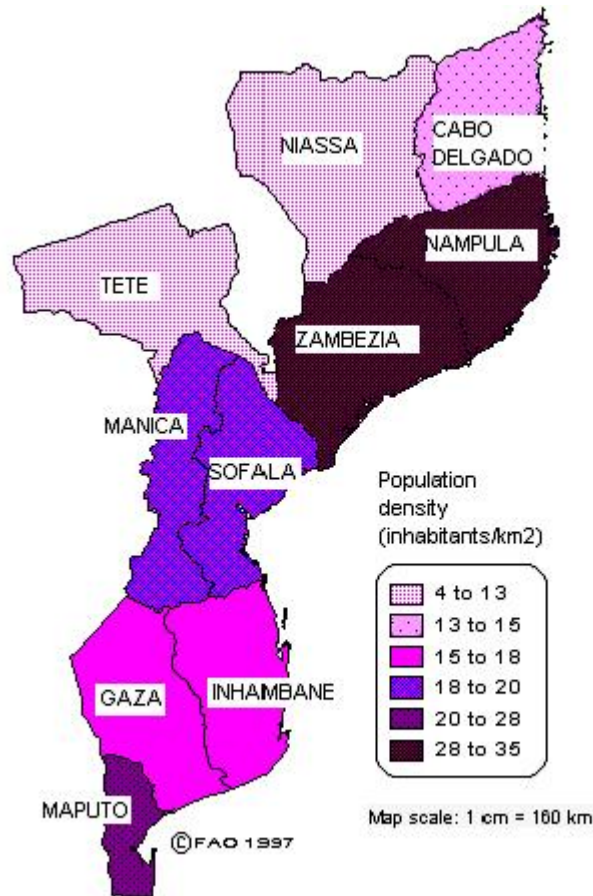 NIASSA
CABO
DELGADO
NAMPULA
TETE
ZAMBEZIA
MANICA
SOFALA
Population
density
(inhabitants/km2)
4 to 13
13 to 15
15 to 18
18 to 20
20 to 28
28 to 35
GAZA
INHAMBANE
MAPUTO
Map scale: 1 cm = 160 km
©FAO 1997